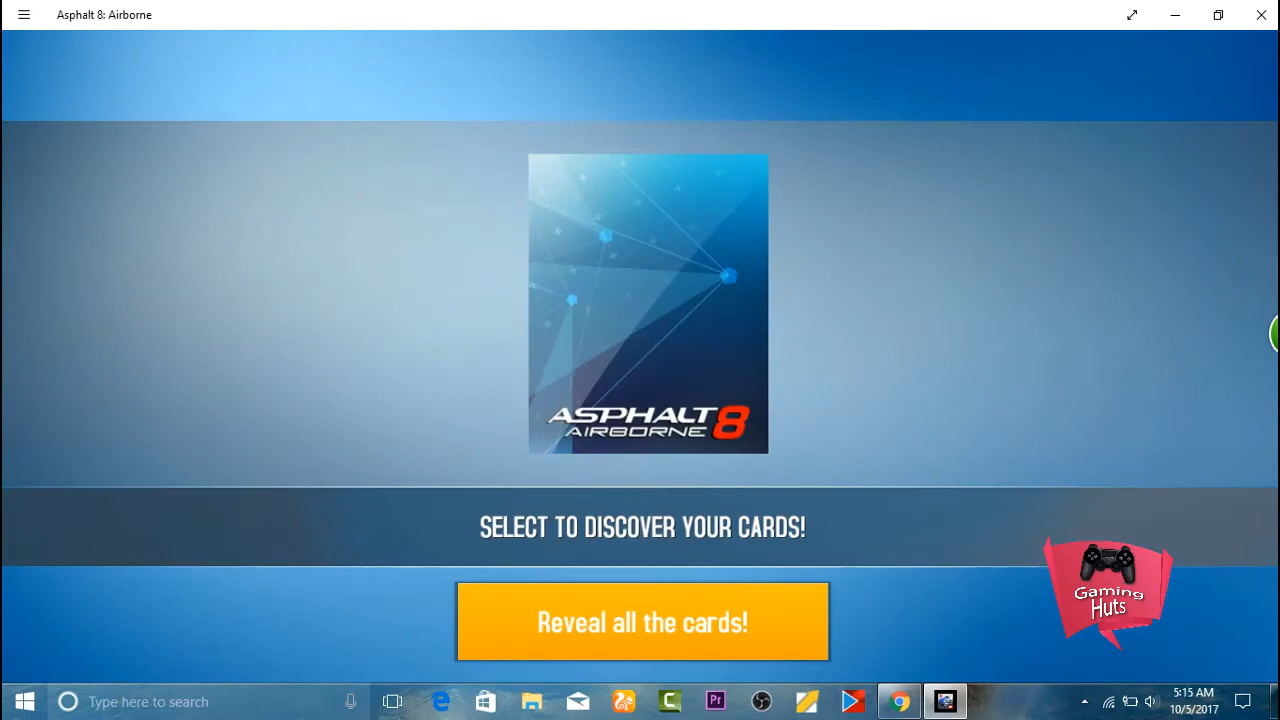 Asphalt 8: Airborne
ASPHALT 8
AIRBORNE
SELECT TO DISCOVER YOUR CARDS!
Reveal all the cards!
Gaming
Huts
Type here to search
Pr
5:15 AM
10/5/2017